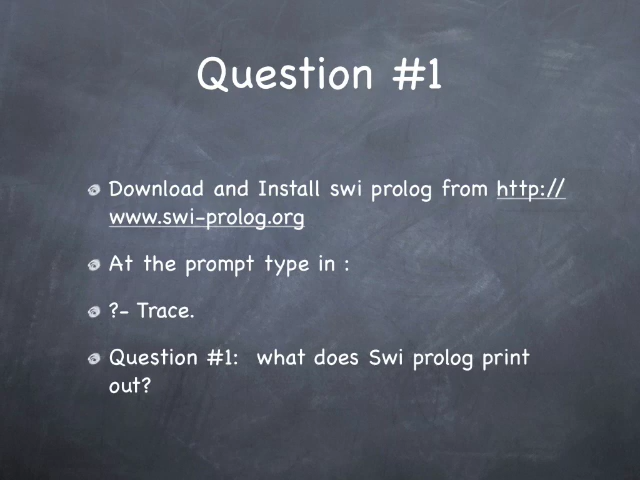 Question #1
Download and Install swi prolog from http://
www.swi-prolog.org
At the prompt type in :
?- Trace.
Question #1:  what does Swi prolog print
out?